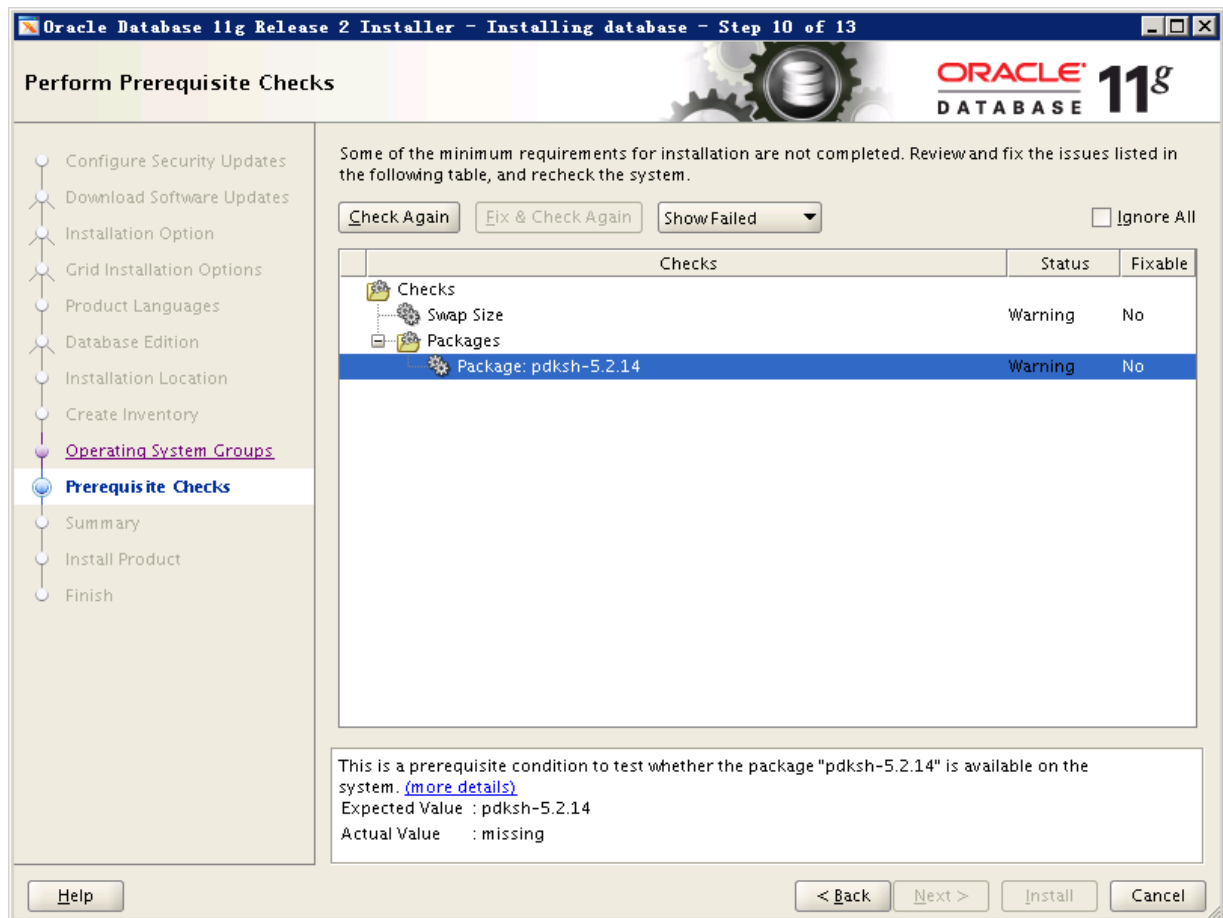 Oracle Database 11g Release 2 Installer - Installing database - Step 10 of 13
Perform Prerequisite Checks
ORACLE
DATABASE
11g
Configure Security Updates
Download Software Updates
Installation Option
Grid Installation Options
Product Languages
Database Edition
Installation Location
Create Inventory
Operating System Groups
Prerequisite Checks
Summary
Install Product
Finish
Some of the minimum requirements for installation are not completed. Review and fix the issues listed in
the following table, and recheck the system.
Check Again Fix & Check Again Show Failed Ignore All
Checks Status Fixable
Checks
Swap Size Warning No
Packages
Package: pdksh-5.2.14 Warning No
This is a prerequisite condition to test whether the package "pdksh-5.2.14" is available on the
system. (more details)
Expected Value : pdksh-5.2.14
Actual Value : missing
Help < Back Next > Install Cancel